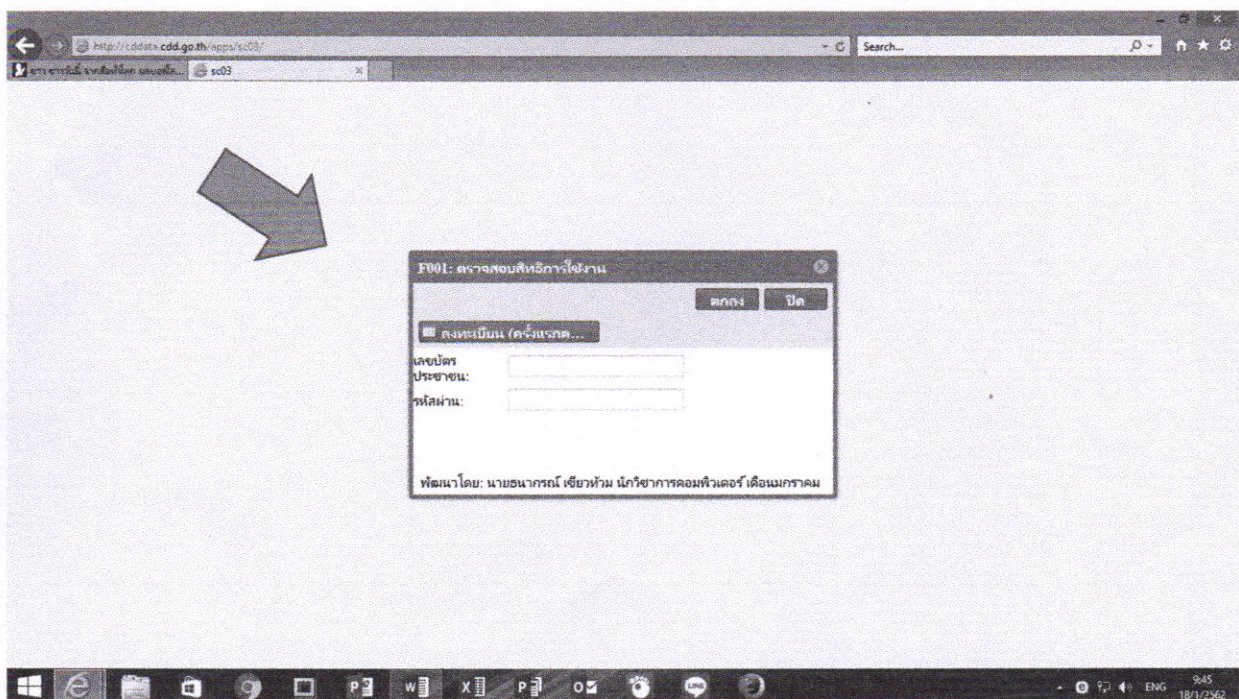 http://cddata.cdd.go.th/apps/sc03/
Search...
sc03
F001: ตรวจสอบสิทธิการใช้งาน
ตกลง ปิด
ลงทะเบียน (ครั้งแรกค...
เลขบัตร
ประชาชน:
รหัสผ่าน:
พัฒนาโดย: นายธนากรณ์ เขียวท้วม นักวิชาการคอมพิวเตอร์ เดือนมกราคม
ENG
9:45
18/1/2562